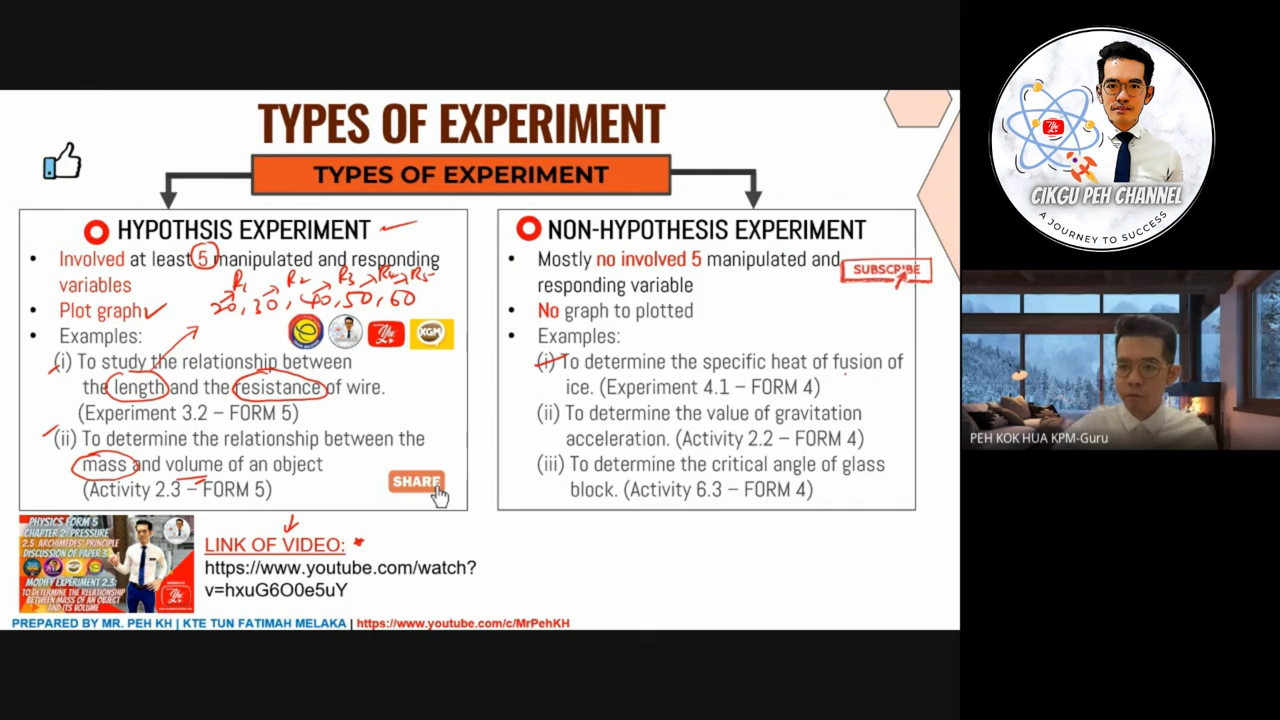 TYPES OF EXPERIMENT
TYPES OF EXPERIMENT
HYPOTHSIS EXPERIMENT
• Involved at least 5 manipulated and responding
variables
R1 R2 R3 R4 R5
• Plot graph
20, 30, 40, 50, 60
• Examples:
(i) To study the relationship between
the length and the resistance of wire.
(Experiment 3.2 – FORM 5)
(ii) To determine the relationship between the
mass and volume of an object
(Activity 2.3 – FORM 5)
SHARE
NON-HYPOTHESIS EXPERIMENT
• Mostly no involved 5 manipulated and
responding variable
SUBSCRIBE
• No graph to plotted
• Examples:
(i) To determine the specific heat of fusion of
ice. (Experiment 4.1 – FORM 4)
(ii) To determine the value of gravitation
acceleration. (Activity 2.2 – FORM 4)
(iii) To determine the critical angle of glass
block. (Activity 6.3 – FORM 4)
KGM
PHYSICS FORM 5
CHAPTER 2: PRESSURE
2.5 ARCHIMEDES' PRINCIPLE
DISCUSSION OF PAPER 3
MODIFY EXPERIMENT 2.3:
TO DETERMINE THE RELATIONSHIP
BETWEEN MASS OF AN OBJECT
AND ITS VOLUME
LINK OF VIDEO:
https://www.youtube.com/watch?
v=hxuG6O0e5uY
PREPARED BY MR. PEH KH | KTE TUN FATIMAH MELAKA | https://www.youtube.com/c/MrPehKH
CIKGU PEH CHANNEL
A JOURNEY TO SUCCESS
PEH KOK HUA KPM-Guru